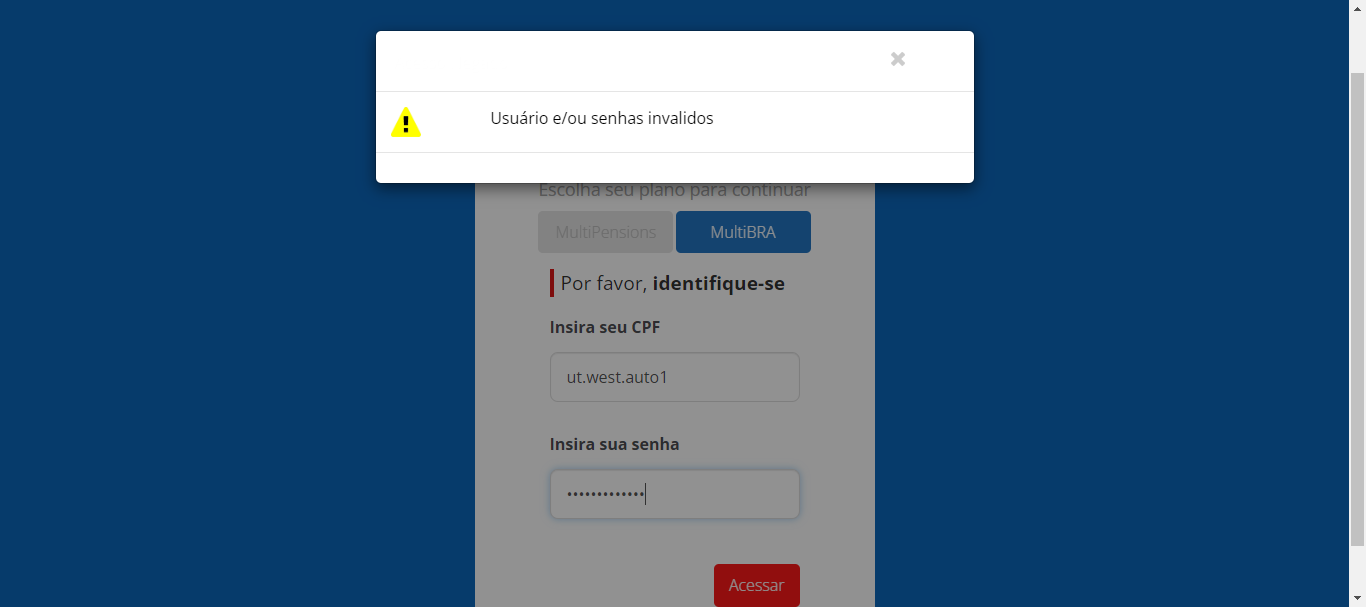 Usuário e/ou senhas invalidos
Escolha seu plano para continuar
MultiPensions MultiBRA
Por favor, identifique-se
Insira seu CPF
ut.west.auto1
Insira sua senha
•••••••••••••
Acessar